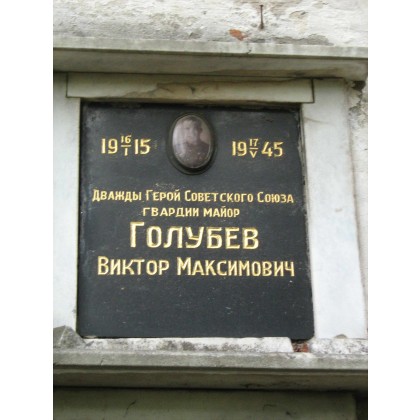 19 16/I 15 19 17/V 45
Дважды Герой Советского Союза
гвардии майор
Голубев
Виктор Максимович